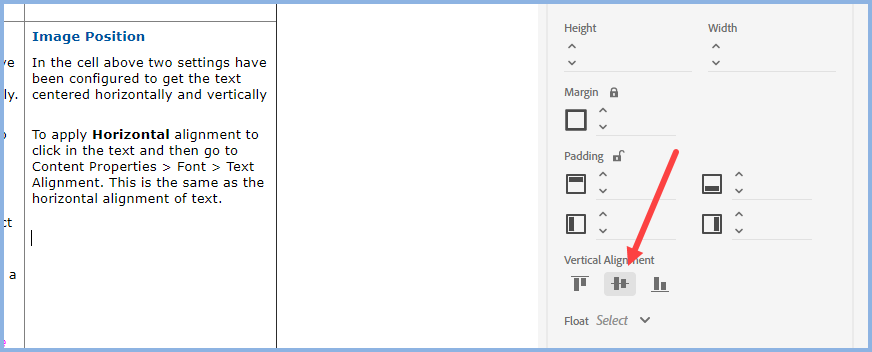 Image Position
ve
In the cell above two settings have
been configured to get the text
ly.
centered horizontally and vertically
To apply Horizontal alignment to
click in the text and then go to
Content Properties > Font > Text
Alignment. This is the same as the
horizontal alignment of text.
ct
a
Height
Width
Margin
Padding
Vertical Alignment
Float Select